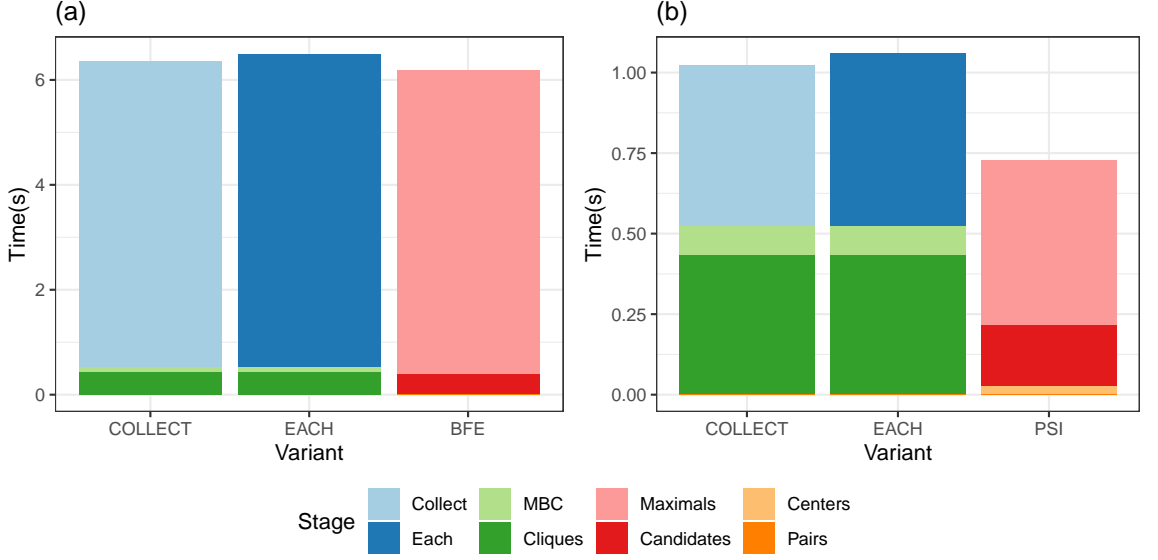 (a)
Time(s)
6
4
2
0
COLLECT EACH BFE
Variant
(b)
Time(s)
1.00
0.75
0.50
0.25
0.00
COLLECT EACH PSI
Variant
Stage
Collect MBC Maximals Centers
Each Cliques Candidates Pairs